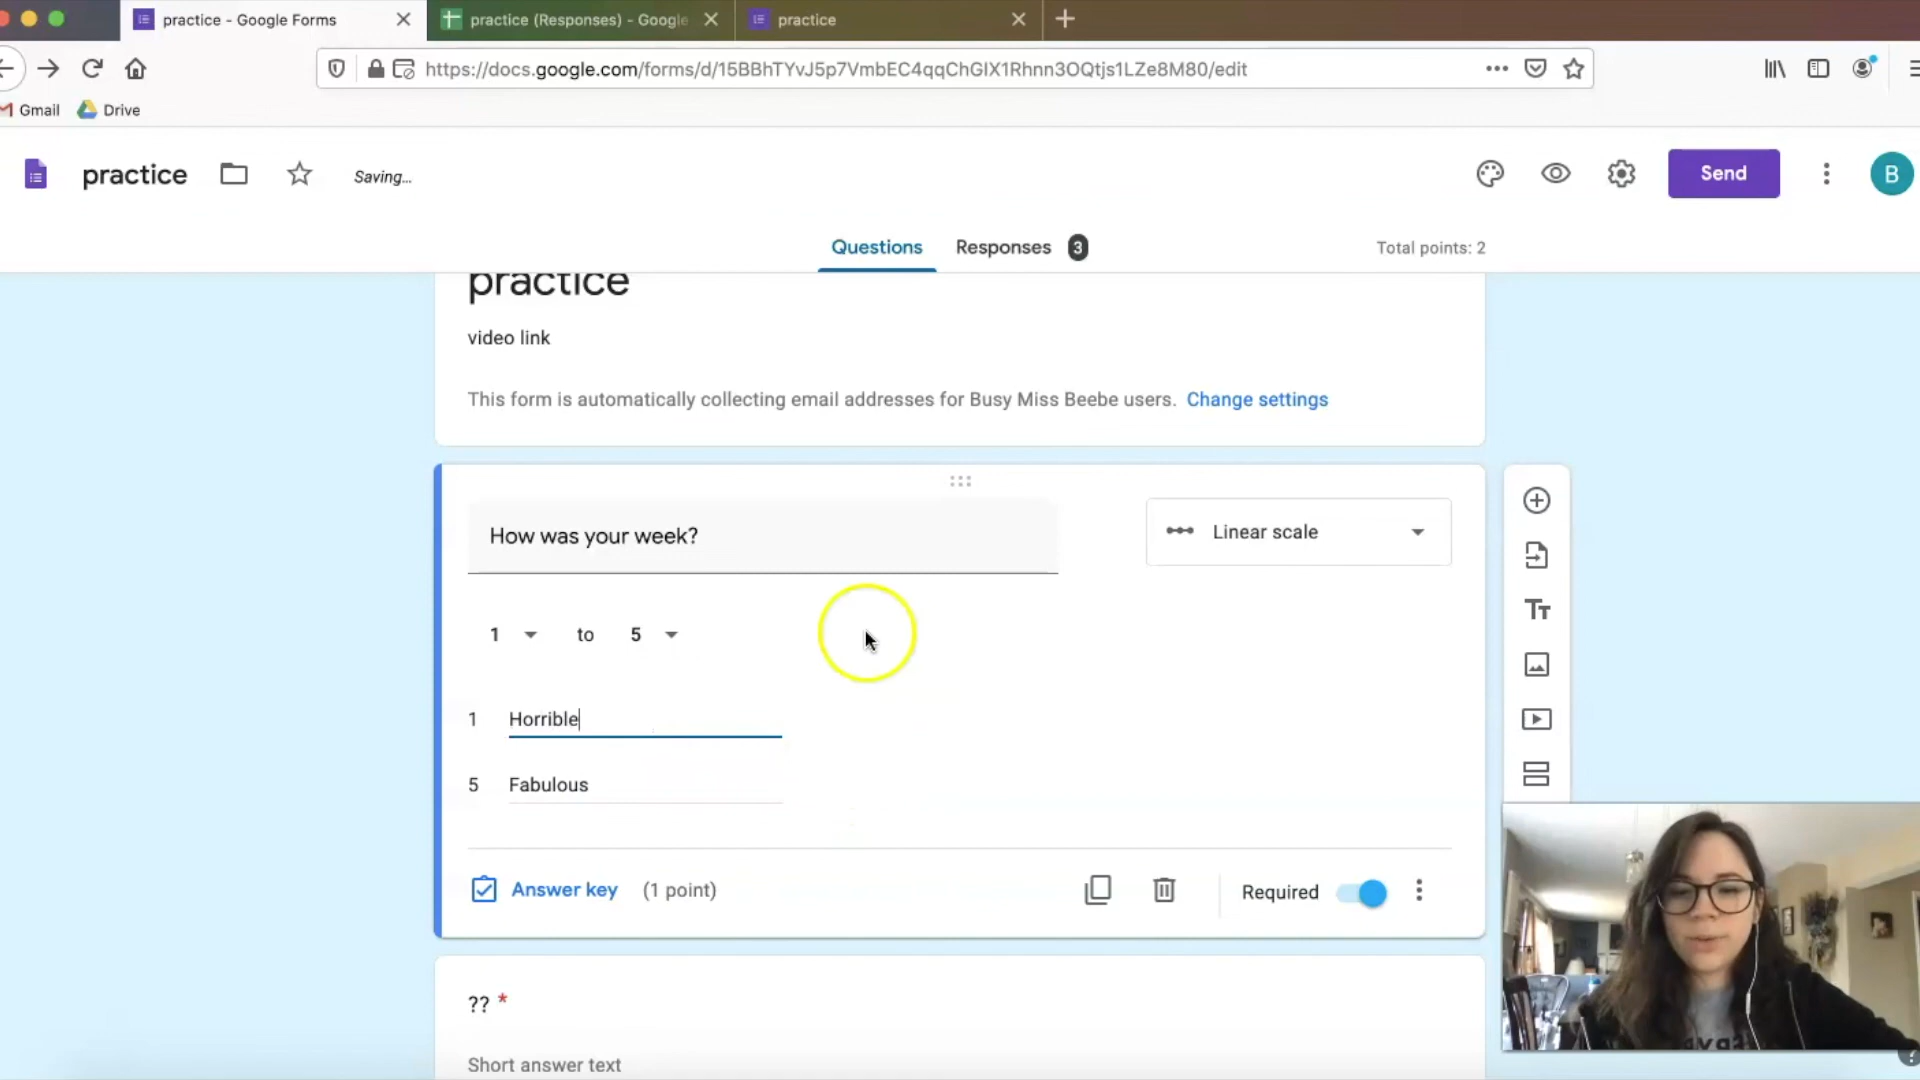 practice - Google Forms
practice (Responses) - Google
practice
https://docs.google.com/forms/d/15BBhTYvJ5p7VmbEC4qqChGIX1Rhnn3OQtjs1LZe8M80/edit
Gmail
Drive
practice
Saving...
Send
B
Questions
Responses
3
Total points: 2
practice
video link
This form is automatically collecting email addresses for Busy Miss Beebe users. Change settings
How was your week?
Linear scale
1 to 5
1 Horrible
5 Fabulous
Answer key (1 point)
Required
?? *
Short answer text